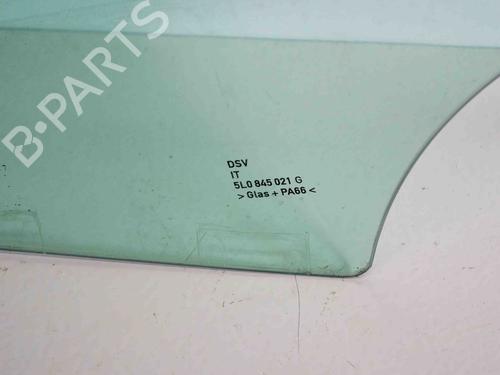 B-PARTS
DSV
IT
5L0 845 021 G
> Glas + PA66 <